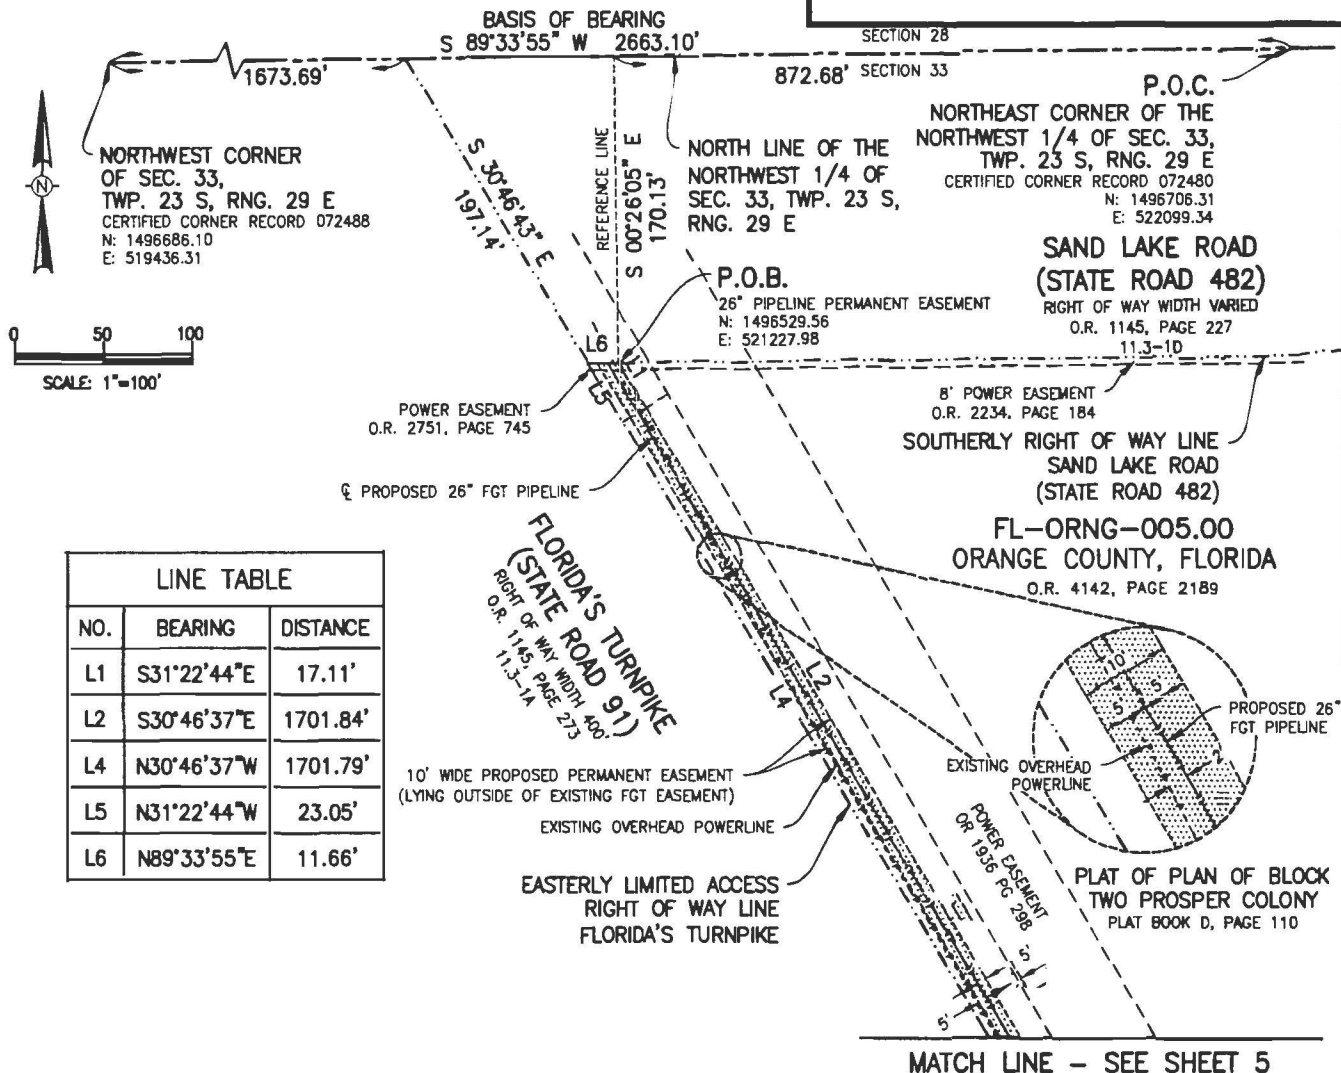 BASIS OF BEARING
S 89°33'55" W 2663.10'
SECTION 28
1673.69'
872.68' SECTION 33
P.O.C.
NORTHEAST CORNER OF THE
NORTHWEST 1/4 OF SEC. 33,
TWP. 23 S, RNG. 29 E
CERTIFIED CORNER RECORD 072480
N: 1496706.31
E: 522099.34
NORTHWEST CORNER
OF SEC. 33,
TWP. 23 S, RNG. 29 E
CERTIFIED CORNER RECORD 072488
N: 1496686.10
E: 519436.31
N
S 30°46'43" E
197.14'
REFERENCE LINE
S 00°26'05" E
170.13'
NORTH LINE OF THE
NORTHWEST 1/4 OF
SEC. 33, TWP. 23 S,
RNG. 29 E
SAND LAKE ROAD
(STATE ROAD 482)
RIGHT OF WAY WIDTH VARIED
O.R. 1145, PAGE 227
11.3-1D
P.O.B.
26" PIPELINE PERMANENT EASEMENT
N: 1496529.56
E: 521227.98
0 50 100
SCALE: 1"=100'
L6
L1
L5
POWER EASEMENT
O.R. 2751, PAGE 745
8' POWER EASEMENT
O.R. 2234, PAGE 184
SOUTHERLY RIGHT OF WAY LINE
SAND LAKE ROAD
(STATE ROAD 482)
℄ PROPOSED 26" FGT PIPELINE
FL-ORNG-005.00
ORANGE COUNTY, FLORIDA
O.R. 4142, PAGE 2189
FLORIDA'S TURNPIKE
(STATE ROAD 91)
RIGHT OF WAY WIDTH 400'
O.R. 1145, PAGE 273
11.3-1A
LINE TABLE
NO. BEARING DISTANCE
L1 S31°22'44"E 17.11'
L2 S30°46'37"E 1701.84'
L4 N30°46'37"W 1701.79'
L5 N31°22'44"W 23.05'
L6 N89°33'55"E 11.66'
L2
L4
10'
5'
5'
2'
PROPOSED 26"
FGT PIPELINE
EXISTING OVERHEAD
POWERLINE
10' WIDE PROPOSED PERMANENT EASEMENT
(LYING OUTSIDE OF EXISTING FGT EASEMENT)
EXISTING OVERHEAD POWERLINE
POWER EASEMENT
OR 1936 PG 298
EASTERLY LIMITED ACCESS
RIGHT OF WAY LINE
FLORIDA'S TURNPIKE
PLAT OF PLAN OF BLOCK
TWO PROSPER COLONY
PLAT BOOK D, PAGE 110
5'
5'
MATCH LINE - SEE SHEET 5